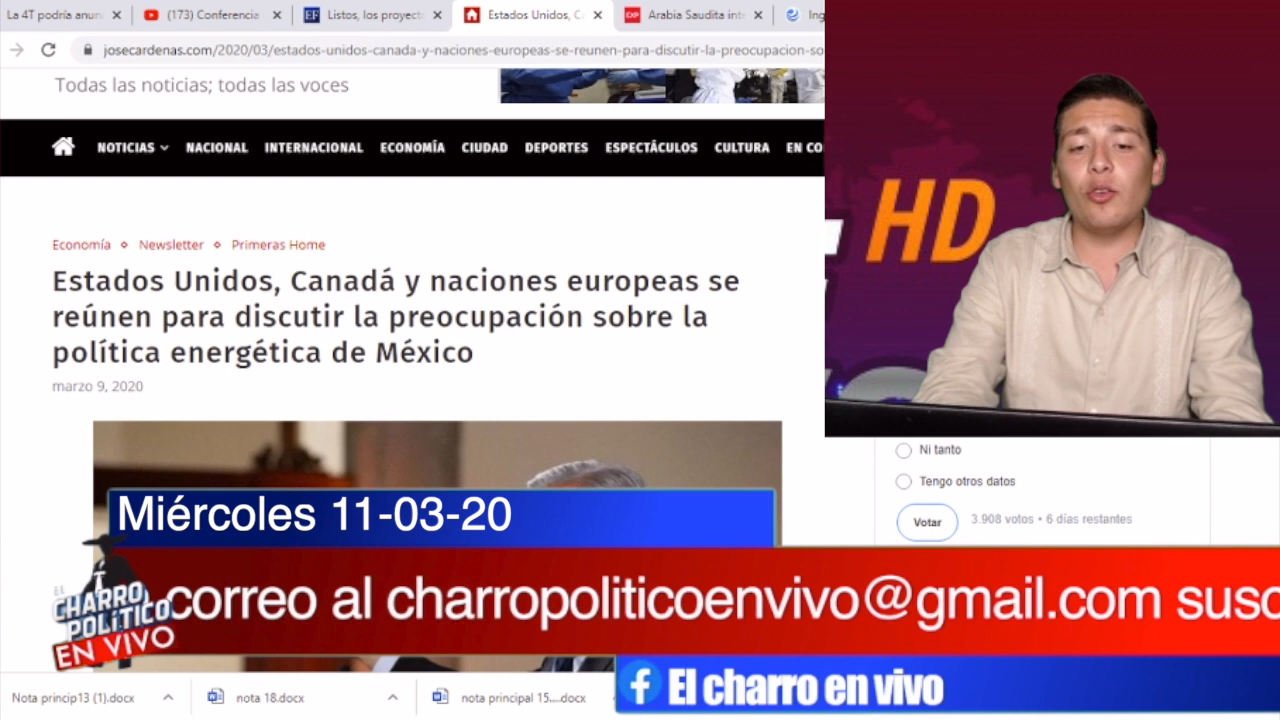 La 4T podría anun
(173) Conferencia
Listos, los proyect
Estados Unidos, C
Arabia Saudita int
Ing
josecardenas.com/2020/03/estados-unidos-canada-y-naciones-europeas-se-reunen-para-discutir-la-preocupacion-so
Todas las noticias; todas las voces
NOTICIAS NACIONAL INTERNACIONAL ECONOMÍA CIUDAD DEPORTES ESPECTÁCULOS CULTURA EN CO
HD
Economía Newsletter Primeras Home
Estados Unidos, Canadá y naciones europeas se
reúnen para discutir la preocupación sobre la
política energética de México
marzo 9, 2020
Ni tanto
Tengo otros datos
Votar 3.908 votos • 6 días restantes
Miércoles 11-03-20
EL
CHARRO
POLíTICO
EN VIVO
correo al charropoliticoenvivo@gmail.com susc
El charro en vivo
Nota princip13 (1).docx
nota 18.docx
nota principal 15....docx